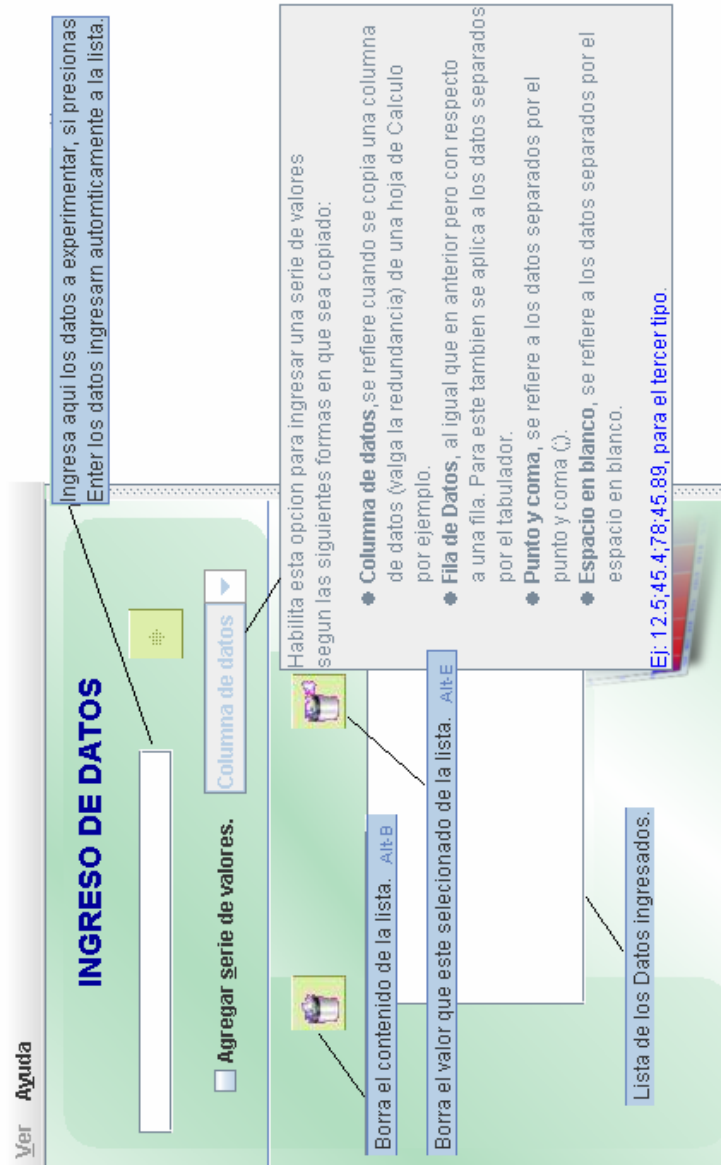 Ver Ayuda
INGRESO DE DATOS
Ingresa aqui los datos a experimentar, si presionas
Enter los datos ingresarn automticamente a la lista.
Agregar serie de valores.
Columna de datos
Habilita esta opcion para ingresar una serie de valores
segun las siguientes formas en que sea copiado:
● Columna de datos,se refiere cuando se copia una columna
de datos (valga la redundancia) de una hoja de Calculo
por ejemplo.
● Fila de Datos, al igual que en anterior pero con respecto
a una fila. Para este tambien se aplica a los datos separados
por el tabulador.
● Punto y coma, se refiere a los datos separados por el
punto y coma (;).
● Espacio en blanco, se refiere a los datos separados por el
espacio en blanco.
Ej: 12.5;45.4;78;45.89, para el tercer tipo.
Borra el contenido de la lista. Alt-B
Borra el valor que este selecionado de la lista. Alt-E
Lista de los Datos ingresados.